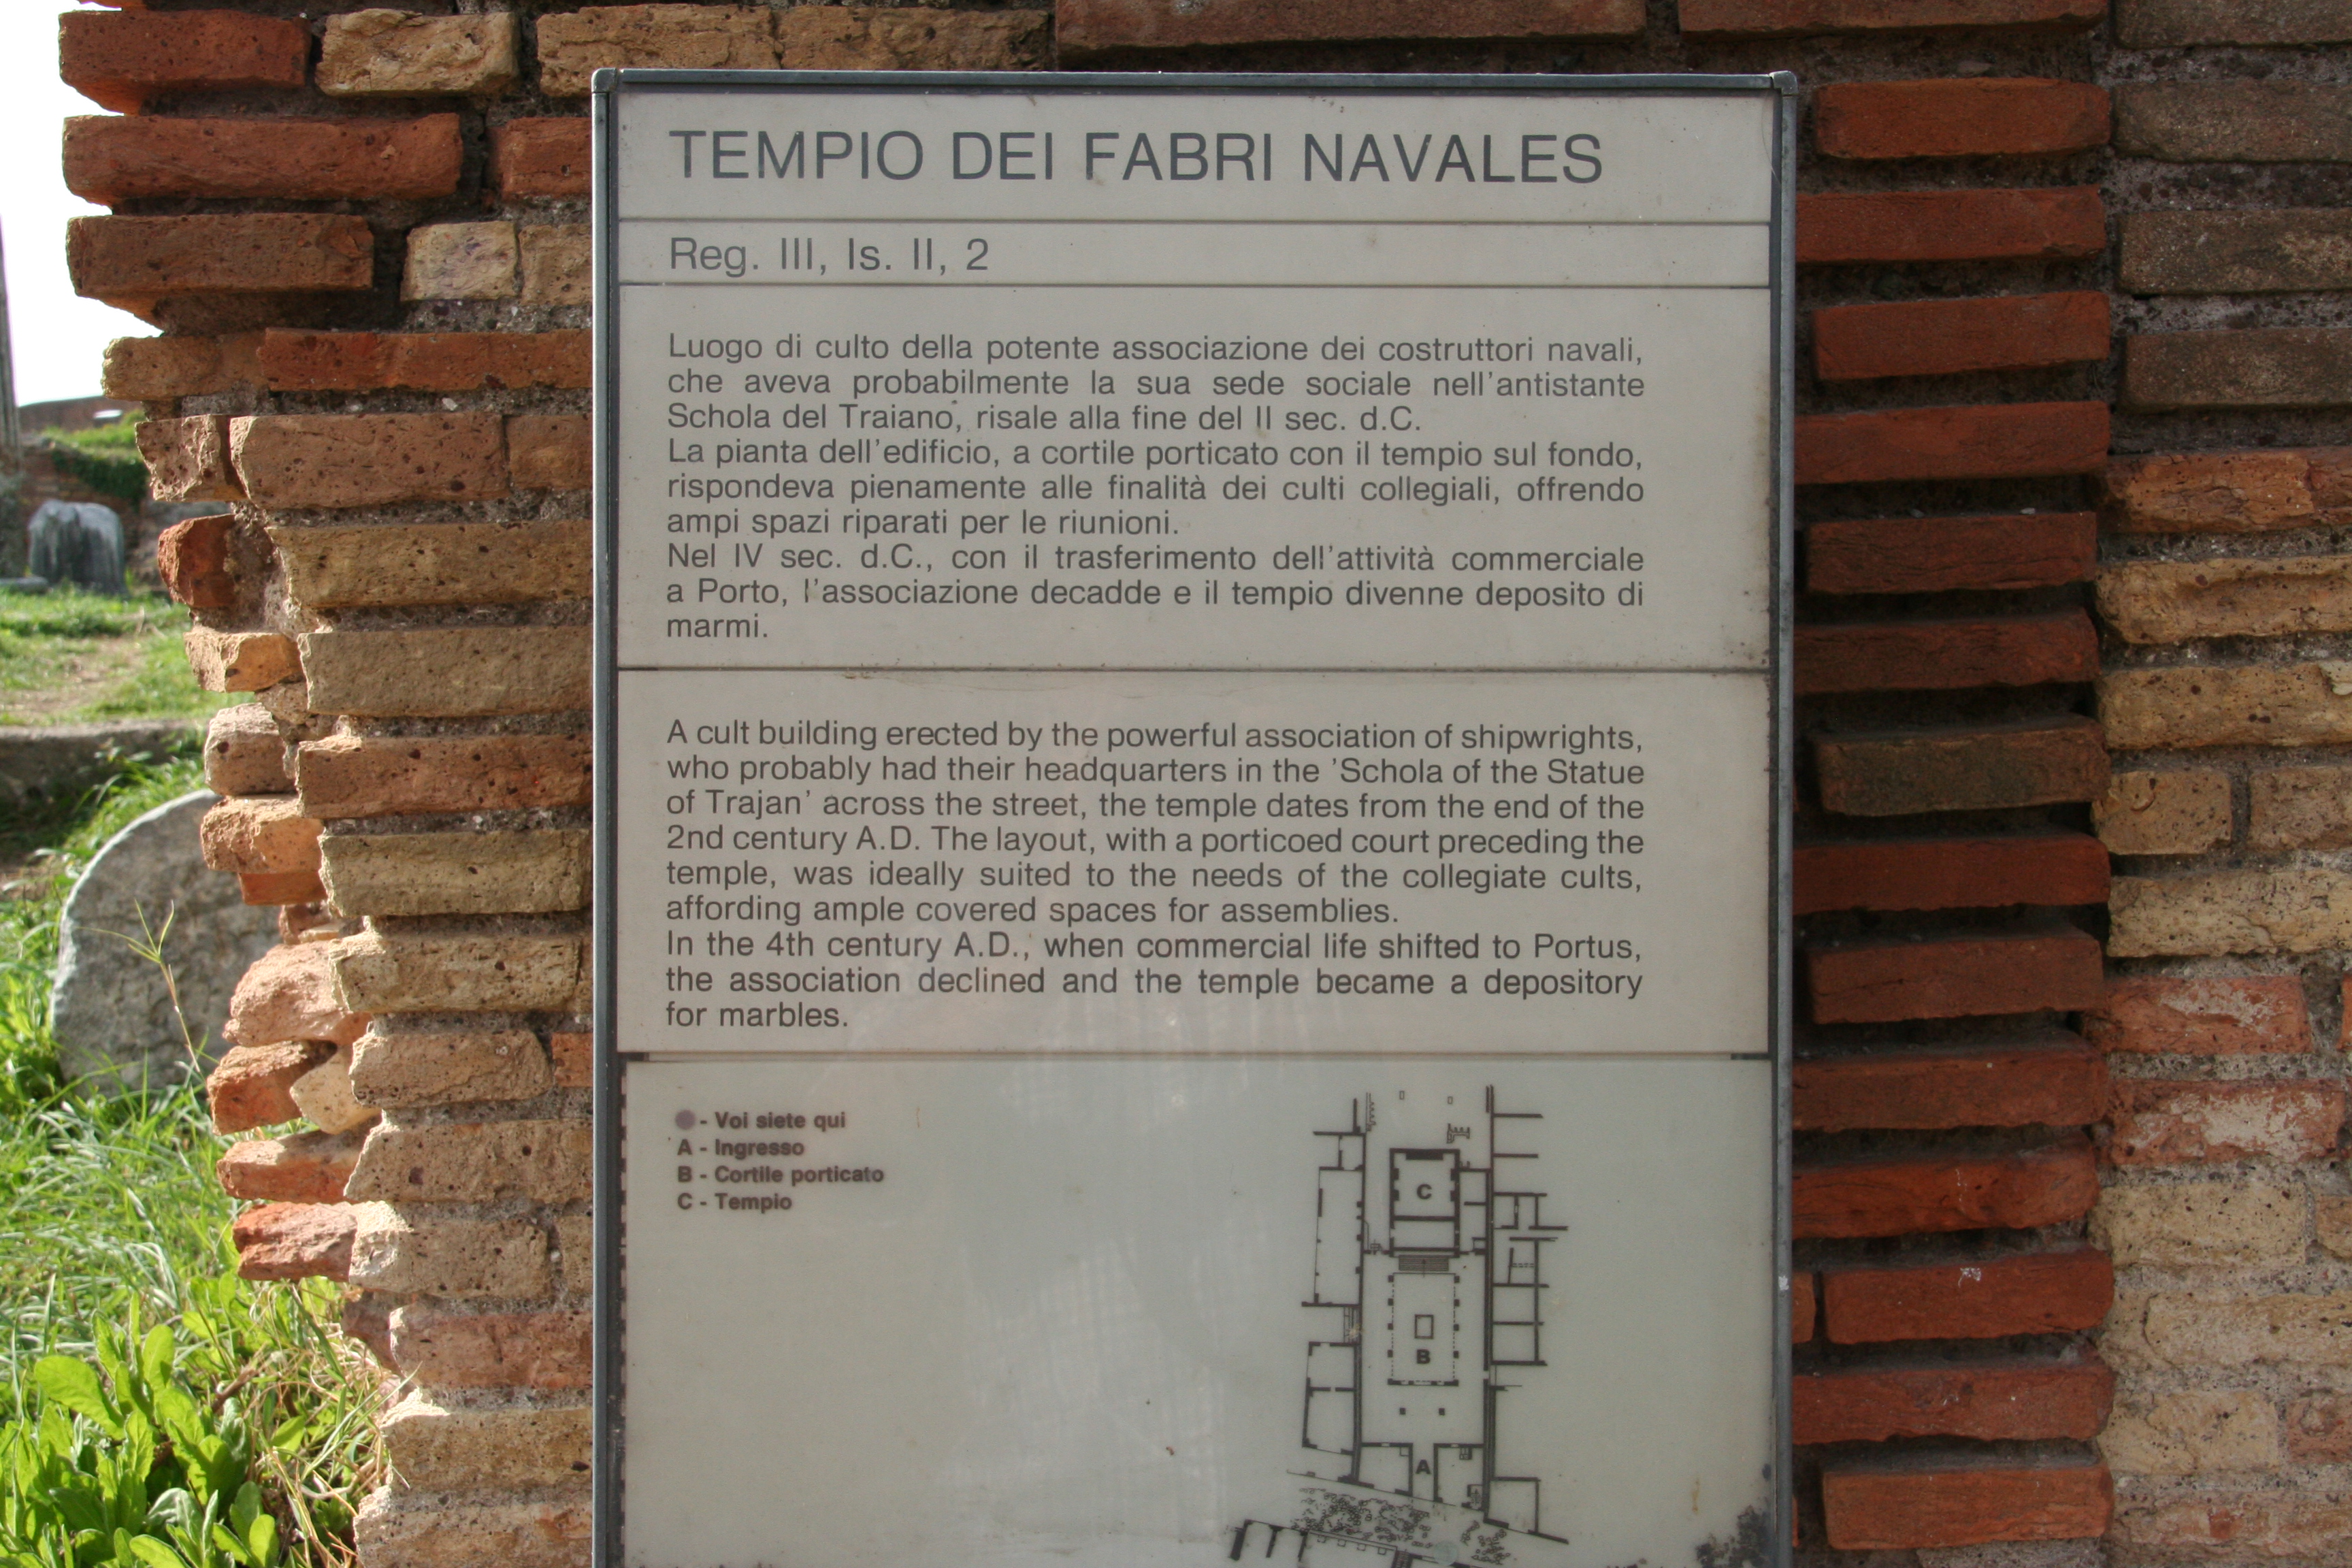 TEMPIO DEI FABRI NAVALES
Reg. III, Is. II, 2
Luogo di culto della potente associazione dei costruttori navali,
che aveva probabilmente la sua sede sociale nell'antistante
Schola del Traiano, risale alla fine del II sec. d.C.
La pianta dell'edificio, a cortile porticato con il tempio sul fondo,
rispondeva pienamente alle finalità dei culti collegiali, offrendo
ampi spazi riparati per le riunioni.
Nel IV sec. d.C., con il trasferimento dell'attività commerciale
a Porto, l'associazione decadde e il tempio divenne deposito di
marmi.
A cult building erected by the powerful association of shipwrights,
who probably had their headquarters in the 'Schola of the Statue
of Trajan' across the street, the temple dates from the end of the
2nd century A.D. The layout, with a porticoed court preceding the
temple, was ideally suited to the needs of the collegiate cults,
affording ample covered spaces for assemblies.
In the 4th century A.D., when commercial life shifted to Portus,
the association declined and the temple became a depository
for marbles.
- Voi siete qui
A - Ingresso
B - Cortile porticato
C - Tempio
C
B
A